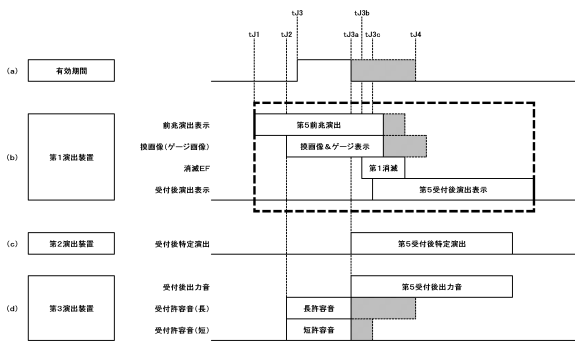 tJ3 tJ3b
tJ1 tJ2 tJ3a tJ3c tJ4
(a) 有効期間
前兆演出表示 第5前兆演出
(b) 第1演出装置 操画像(ゲージ画像) 操画像&ゲージ表示
消滅EF 第1消滅
受付後演出表示 第5受付後演出表示
(c) 第2演出装置 受付後特定演出 第5受付後特定演出
受付後出力音 第5受付後出力音
(d) 第3演出装置 受付許容音(長) 長許容音
受付許容音(短) 短許容音